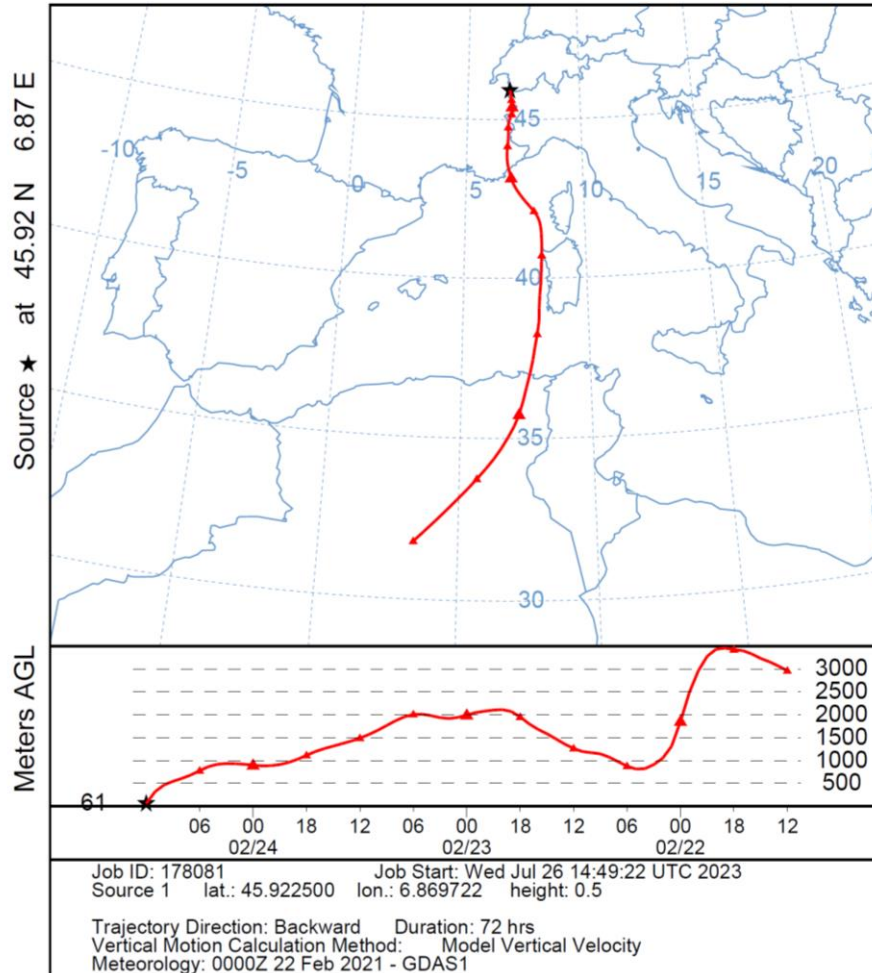 Source ★ at 45.92 N 6.87 E
45
-10
-5
0
5
10
15
20
40
35
30
Meters AGL
3000
2500
2000
1500
1000
500
61
06 00 18 12 06 00 18 12 06 00 18 12
02/24 02/23 02/22
Job ID: 178081 Job Start: Wed Jul 26 14:49:22 UTC 2023
Source 1 lat.: 45.922500 lon.: 6.869722 height: 0.5
Trajectory Direction: Backward Duration: 72 hrs
Vertical Motion Calculation Method: Model Vertical Velocity
Meteorology: 0000Z 22 Feb 2021 - GDAS1